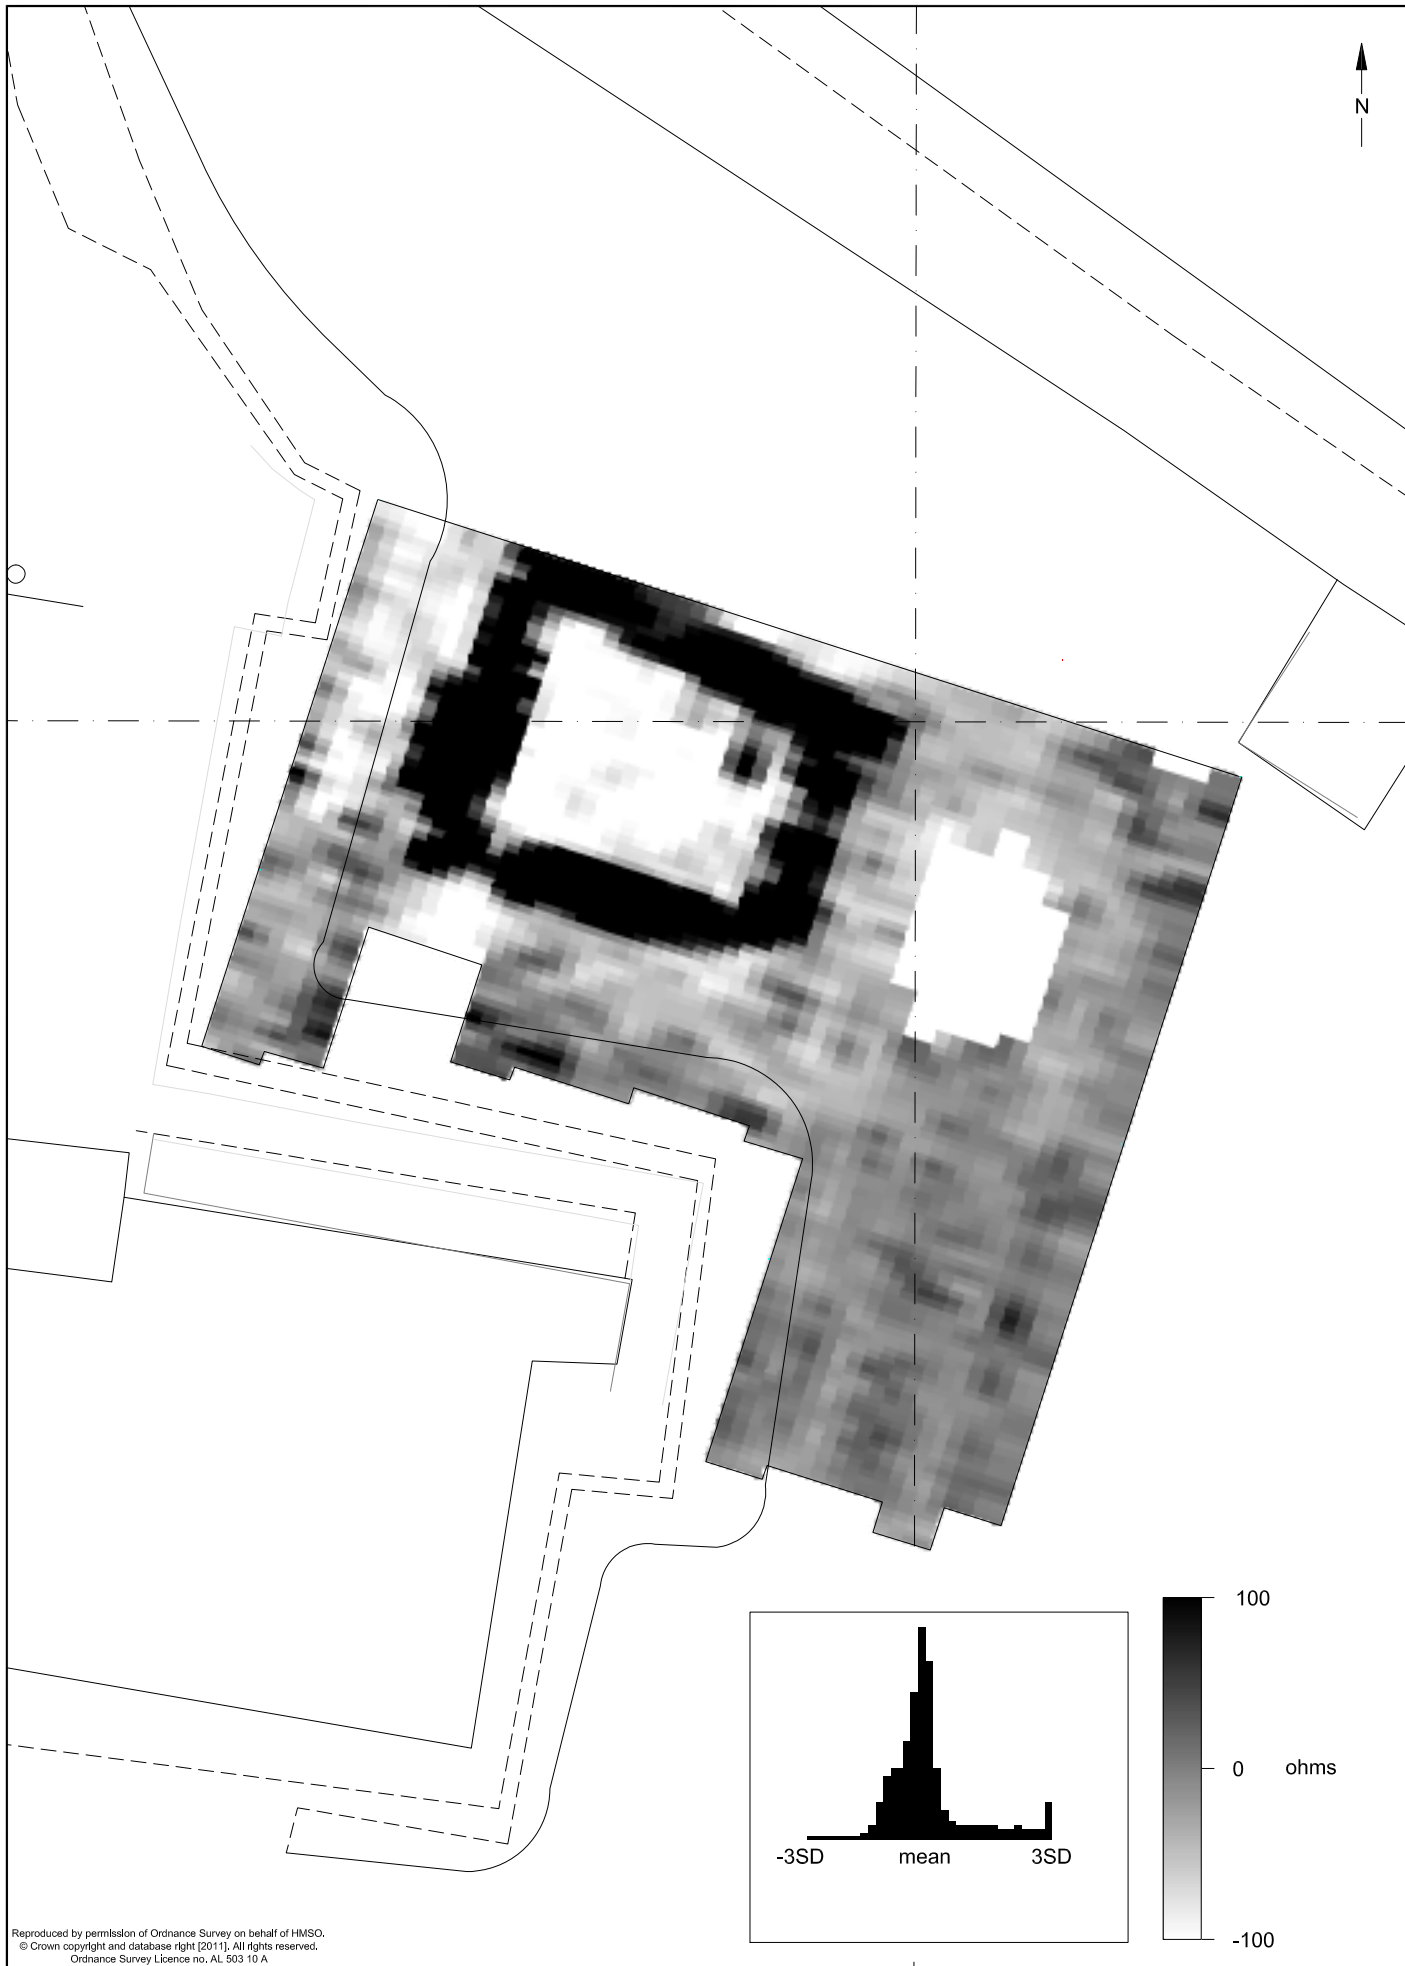 N
100
0 ohms
-100
-3SD mean 3SD
Reproduced by permission of Ordnance Survey on behalf of HMSO.
© Crown copyright and database right [2011]. All rights reserved.
Ordnance Survey Licence no. AL 503 10 A